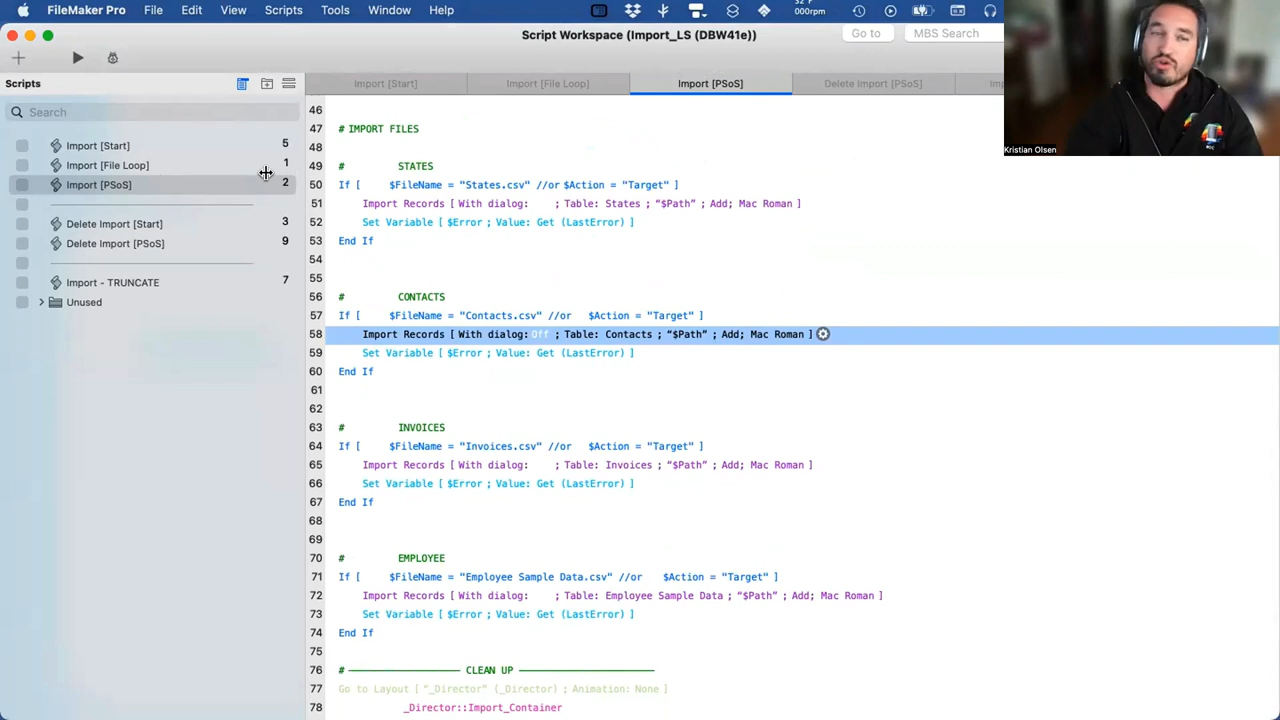 FileMaker Pro File Edit View Scripts Tools Window Help
000rpm
Script Workspace (Import_LS (DBW41e))
Go to MBS Search
Scripts
Import [Start] Import [File Loop] Import [PSoS] Delete Import [PSoS]
Search
Import [Start] 5
Import [File Loop] 1
Import [PSoS] 2
Delete Import [Start] 3
Delete Import [PSoS] 9
Import - TRUNCATE 7
Unused
Kristian Olsen
46
47 # IMPORT FILES
48
49 # STATES
50 If [ $FileName = "States.csv" //or $Action = "Target" ]
51 Import Records [ With dialog: ; Table: States ; “$Path” ; Add; Mac Roman ]
52 Set Variable [ $Error ; Value: Get (LastError) ]
53 End If
54
55
56 # CONTACTS
57 If [ $FileName = "Contacts.csv" //or $Action = "Target" ]
58 Import Records [ With dialog: Off ; Table: Contacts ; “$Path” ; Add; Mac Roman ]
59 Set Variable [ $Error ; Value: Get (LastError) ]
60 End If
61
62
63 # INVOICES
64 If [ $FileName = "Invoices.csv" //or $Action = "Target" ]
65 Import Records [ With dialog: ; Table: Invoices ; “$Path” ; Add; Mac Roman ]
66 Set Variable [ $Error ; Value: Get (LastError) ]
67 End If
68
69
70 # EMPLOYEE
71 If [ $FileName = "Employee Sample Data.csv" //or $Action = "Target" ]
72 Import Records [ With dialog: ; Table: Employee Sample Data ; “$Path” ; Add; Mac Roman ]
73 Set Variable [ $Error ; Value: Get (LastError) ]
74 End If
75
76 # CLEAN UP
77 Go to Layout [ “_Director” (_Director) ; Animation: None ]
78 _Director::Import_Container